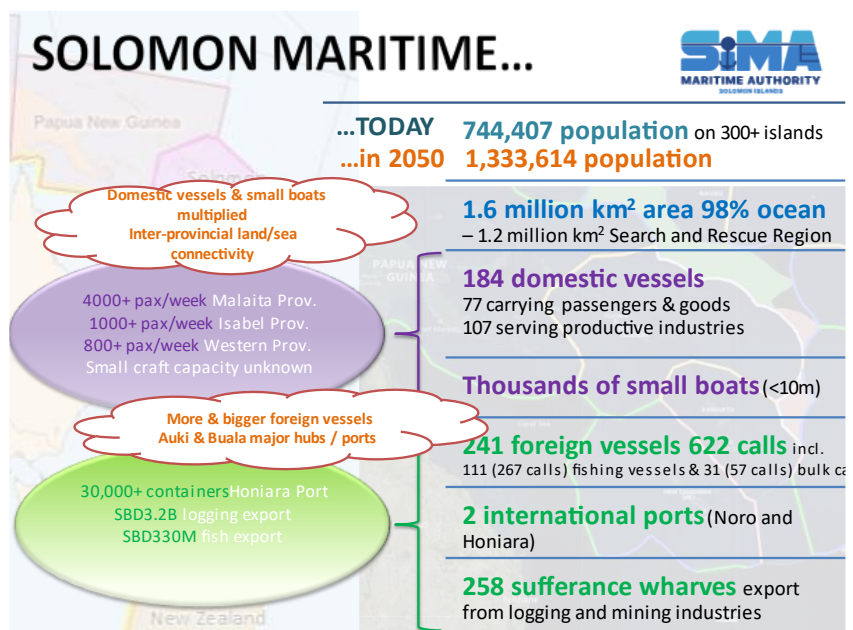 SOLOMON MARITIME...
SiMA
MARITIME AUTHORITY
SOLOMON ISLANDS
Papua New Guinea
Solomon
...TODAY 744,407 population on 300+ islands
...in 2050 1,333,614 population
Domestic vessels & small boats
multiplied
Inter-provincial land/sea
connectivity
1.6 million km² area 98% ocean
– 1.2 million km² Search and Rescue Region
PAPUA NEW
GUINEA
184 domestic vessels
77 carrying passengers & goods
107 serving productive industries
4000+ pax/week Malaita Prov.
1000+ pax/week Isabel Prov.
800+ pax/week Western Prov.
Small craft capacity unknown
Thousands of small boats (<10m)
More & bigger foreign vessels
Auki & Buala major hubs / ports
241 foreign vessels 622 calls incl.
111 (267 calls) fishing vessels & 31 (57 calls) bulk ca
30,000+ containers Honiara Port
SBD3.2B logging export
SBD330M fish export
2 international ports (Noro and
Honiara)
258 sufferance wharves export
from logging and mining industries
New Zealand